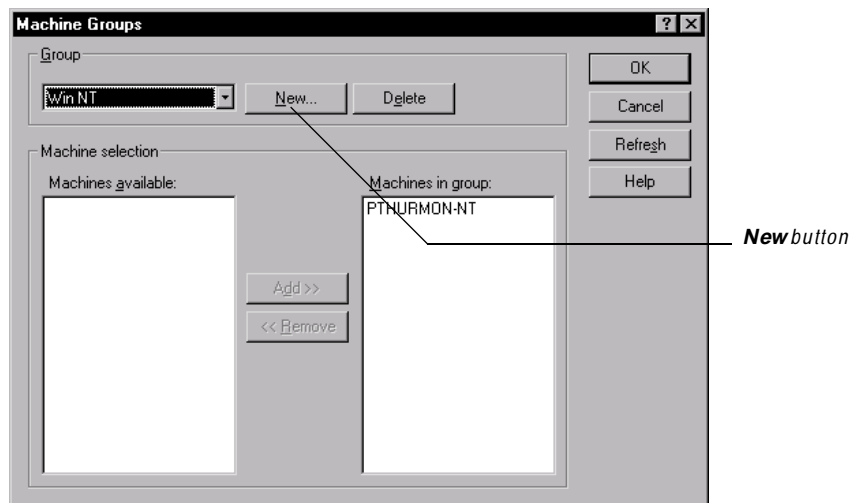 Machine Groups
Group
OK
Win NT New... Delete
Cancel
Machine selection
Refresh
Machines available: Machines in group:
Help
PTHURMON-NT
New button
Add >>
<< Remove